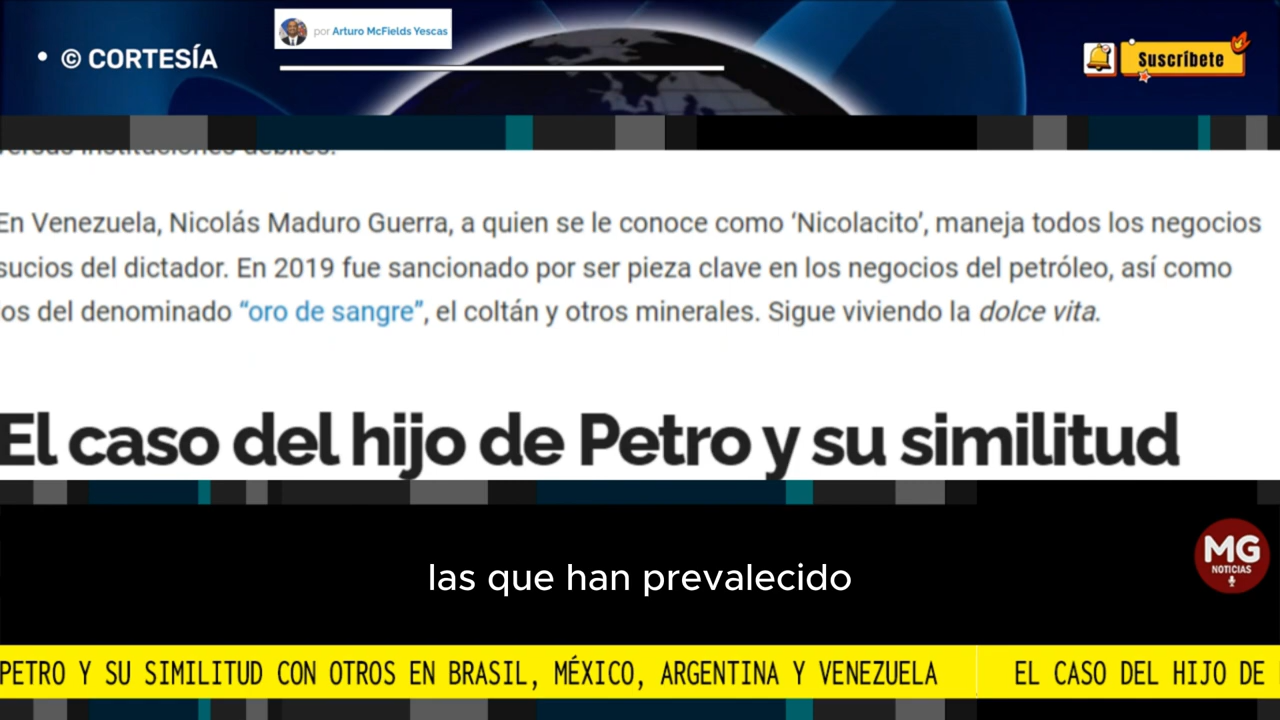 por Arturo McFields Yescas
• © CORTESÍA
Suscríbete
versus instituciones débiles.
En Venezuela, Nicolás Maduro Guerra, a quien se le conoce como ‘Nicolacito’, maneja todos los negocios
sucios del dictador. En 2019 fue sancionado por ser pieza clave en los negocios del petróleo, así como
los del denominado “oro de sangre”, el coltán y otros minerales. Sigue viviendo la dolce vita.
El caso del hijo de Petro y su similitud
MG
NOTICIAS
las que han prevalecido
PETRO Y SU SIMILITUD CON OTROS EN BRASIL, MÉXICO, ARGENTINA Y VENEZUELA EL CASO DEL HIJO DE